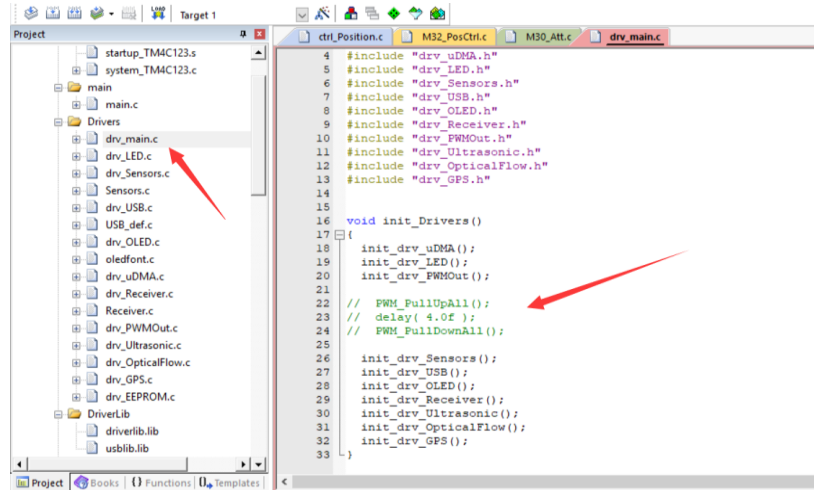 LOAD
Target 1
Project
startup_TM4C123.s
system_TM4C123.c
main
main.c
Drivers
drv_main.c
drv_LED.c
drv_Sensors.c
Sensors.c
drv_USB.c
USB_def.c
drv_OLED.c
oledfont.c
drv_uDMA.c
drv_Receiver.c
Receiver.c
drv_PWMOut.c
drv_Ultrasonic.c
drv_OpticalFlow.c
drv_GPS.c
drv_EEPROM.c
DriverLib
driverlib.lib
usblib.lib
Project Books {} Functions 0 Templates
ctrl_Position.c M32_PosCtrl.c M30_Att.c drv_main.c
4 #include "drv_uDMA.h"
5 #include "drv_LED.h"
6 #include "drv_Sensors.h"
7 #include "drv_USB.h"
8 #include "drv_OLED.h"
9 #include "drv_Receiver.h"
10 #include "drv_PWMOut.h"
11 #include "drv_Ultrasonic.h"
12 #include "drv_OpticalFlow.h"
13 #include "drv_GPS.h"
14
15
16 void init_Drivers()
17 {
18 init_drv_uDMA();
19 init_drv_LED();
20 init_drv_PWMOut();
21
22 // PWM_PullUpAll();
23 // delay( 4.0f );
24 // PWM_PullDownAll();
25
26 init_drv_Sensors();
27 init_drv_USB();
28 init_drv_OLED();
29 init_drv_Receiver();
30 init_drv_Ultrasonic();
31 init_drv_OpticalFlow();
32 init_drv_GPS();
33 }